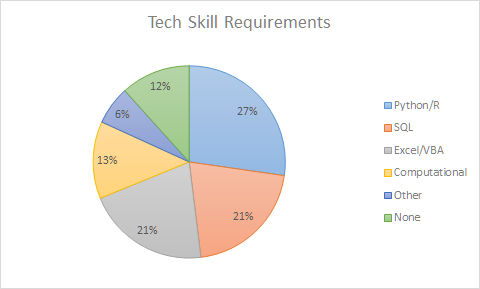 Tech Skill Requirements
12%
27%
6%
13%
21%
21%
Python/R
SQL
Excel/VBA
Computational
Other
None